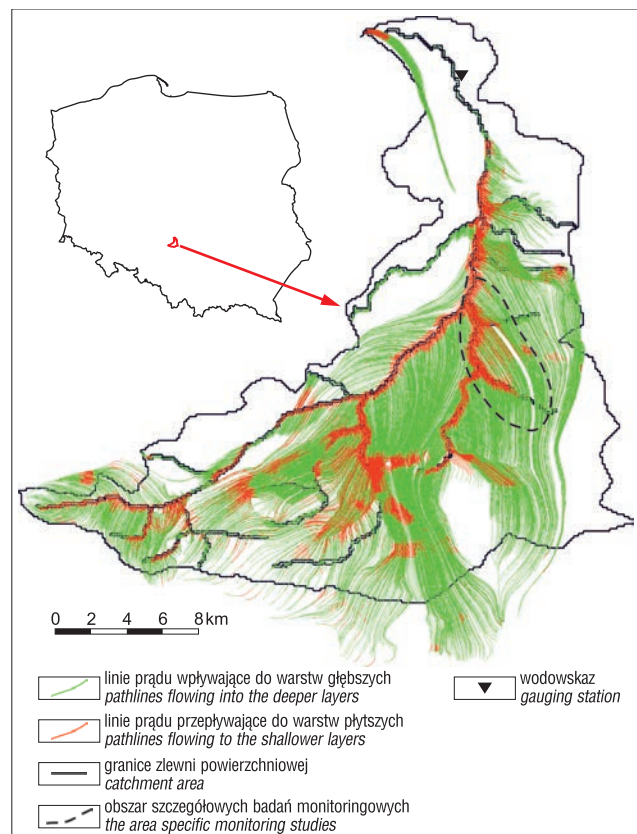 0 2 4 6 8 km
linie prądu wpływające do warstw głębszych
pathlines flowing into the deeper layers
linie prądu przepływające do warstw płytszych
pathlines flowing to the shallower layers
granice zlewni powierzchniowej
catchment area
obszar szczegółowych badań monitoringowych
the area specific monitoring studies
wodowskaz
gauging station